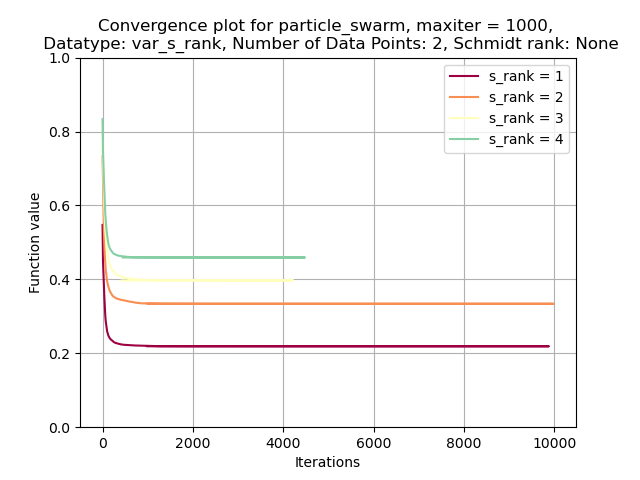 Convergence plot for particle_swarm, maxiter = 1000,
Datatype: var_s_rank, Number of Data Points: 2, Schmidt rank: None
s_rank = 1
s_rank = 2
s_rank = 3
s_rank = 4
Function value
1.0
0.8
0.6
0.4
0.2
0.0
0 2000 4000 6000 8000 10000
Iterations